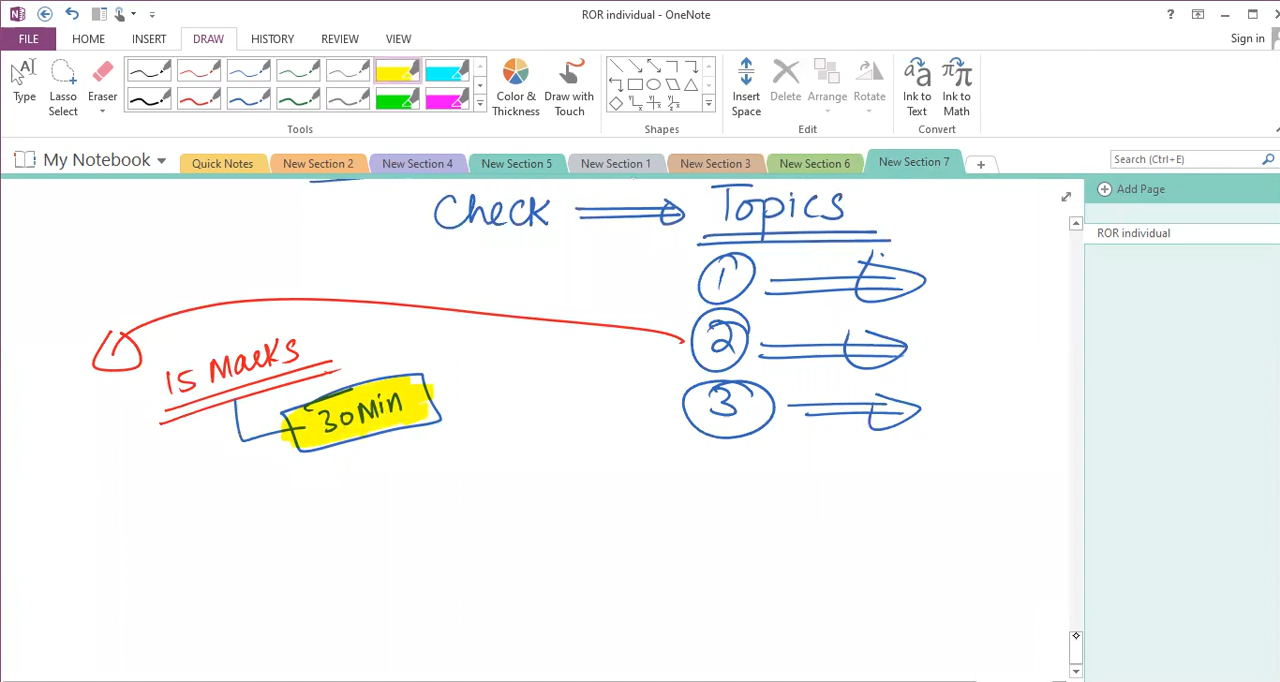 ROR individual - OneNote
?
Sign in
FILE HOME INSERT DRAW HISTORY REVIEW VIEW
Type Lasso Select Eraser
Color & Thickness Draw with Touch
Insert Space Delete Arrange Rotate
Ink to Text Ink to Math
Tools Shapes Edit Convert
My Notebook Quick Notes New Section 2 New Section 4 New Section 5 New Section 1 New Section 3 New Section 6 New Section 7 +
Search (Ctrl+E)
Add Page
ROR individual
Check Topics
1
2
3
1
15 Marks
30 Min